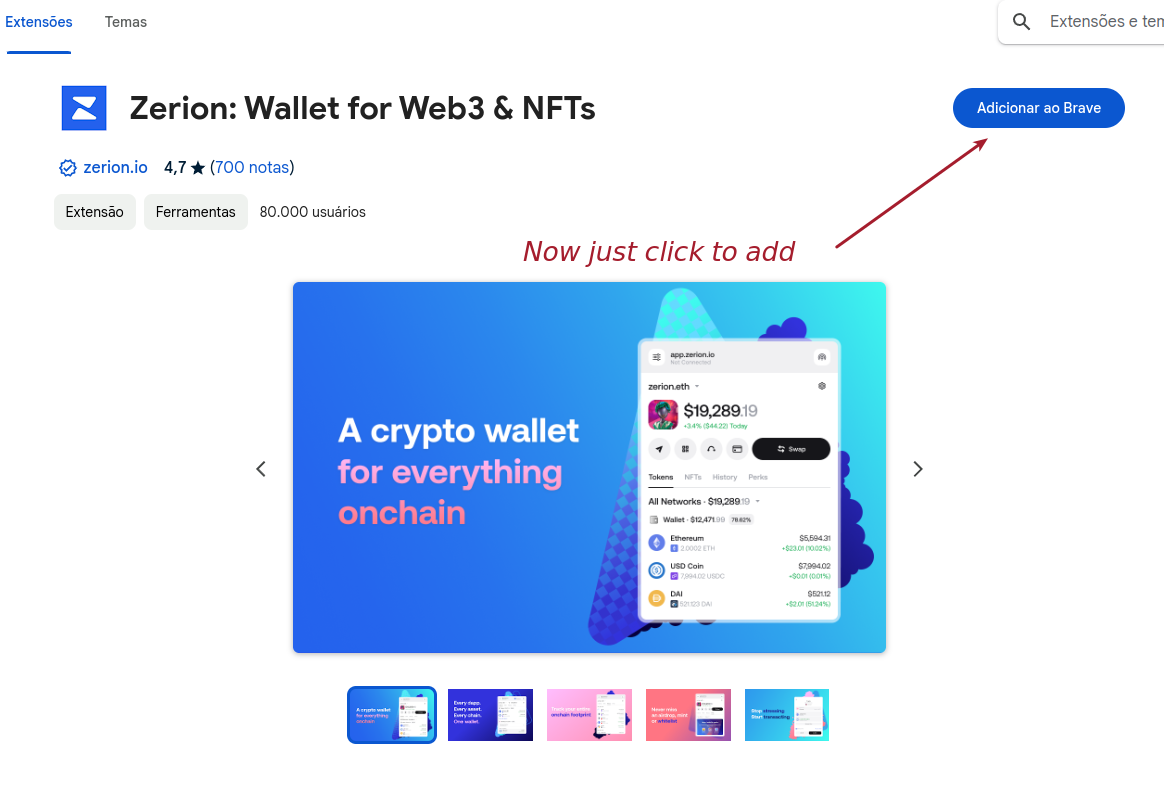 Extensões
Temas
Extensões e tem
Zerion: Wallet for Web3 & NFTs
Adicionar ao Brave
zerion.io 4,7 ★ (700 notas)
Extensão
Ferramentas
80.000 usuários
Now just click to add
A crypto wallet
for everything
onchain
app.zerion.io
Not Connected
zerion.eth
$19,289.19
+3.4% ($44.22) Today
Swap
Tokens
NFTs
History
Perks
All Networks · $19,289.19
Wallet · $12,471.99 78.62%
Ethereum $5,594.31
2.0002 ETH +$23.01 (10.02%)
USD Coin $7,994.02
7,994.02 USDC +$0.01 (0.01%)
DAI $521.12
521.123 DAI +$2.01 (51.24%)
A crypto wallet
for everything
onchain
Every dapp.
Every asset.
Every chain.
One wallet.
onchain footprint
Never miss
an airdrop, mint
or whitelist
Stop streaming
Start transacting